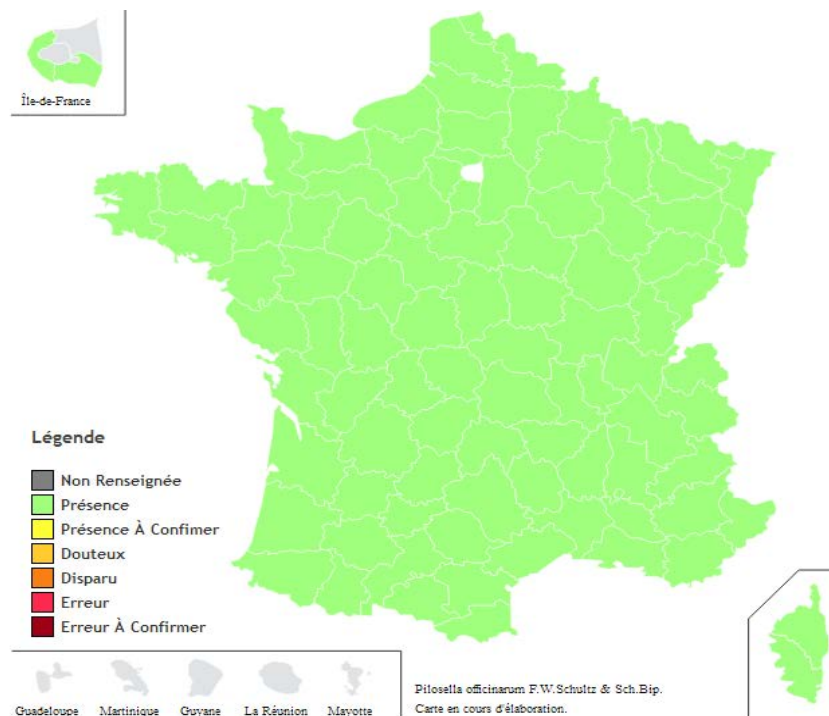 Île-de-France
Légende
Non Renseignée
Présence
Présence À Confimer
Douteux
Disparu
Erreur
Erreur À Confirmer
Guadeloupe Martinique Guyane La Réunion Mayotte
Pilosella officinarum F.W.Schultz & Sch.Bip.
Carte en cours d'élaboration.